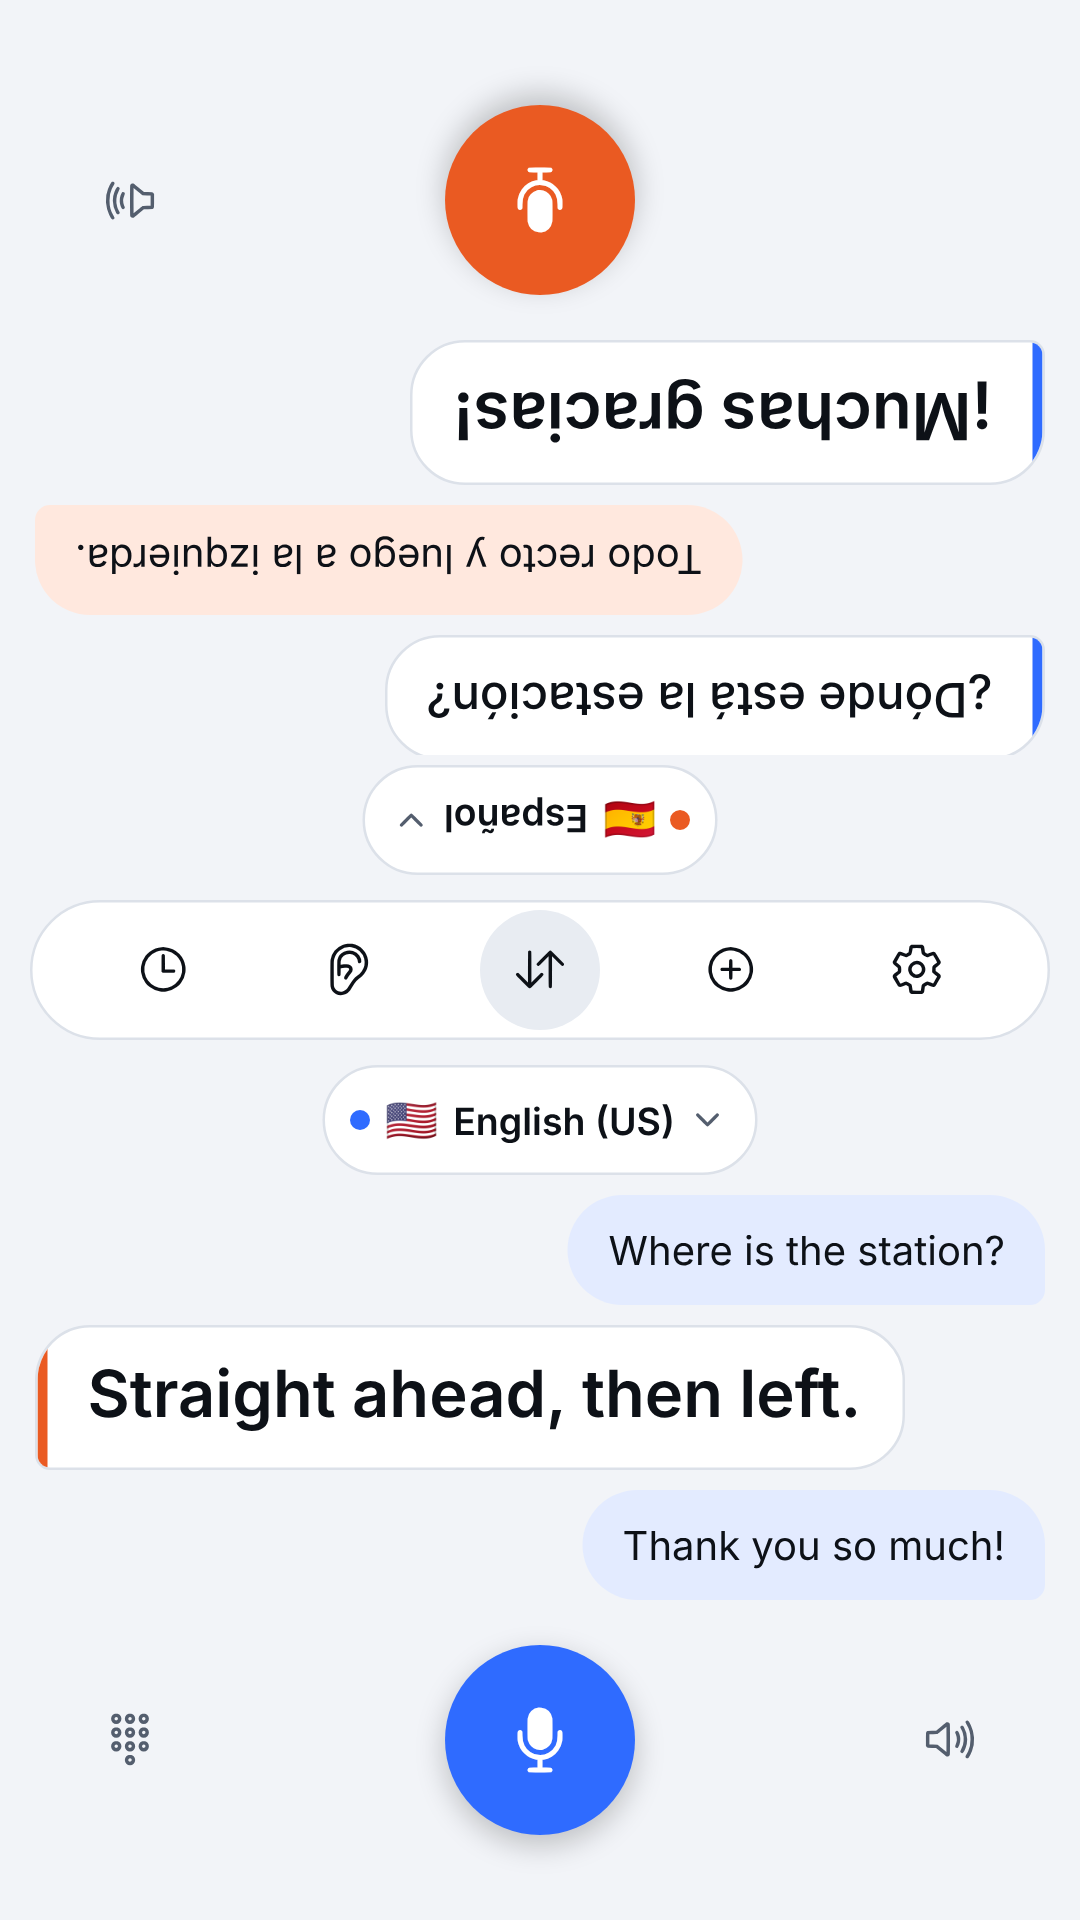 Español
¿Dónde está la estación?
Todo recto y luego a la izquierda.
¡Muchas gracias!
English (US)
Where is the station?
Straight ahead, then left.
Thank you so much!